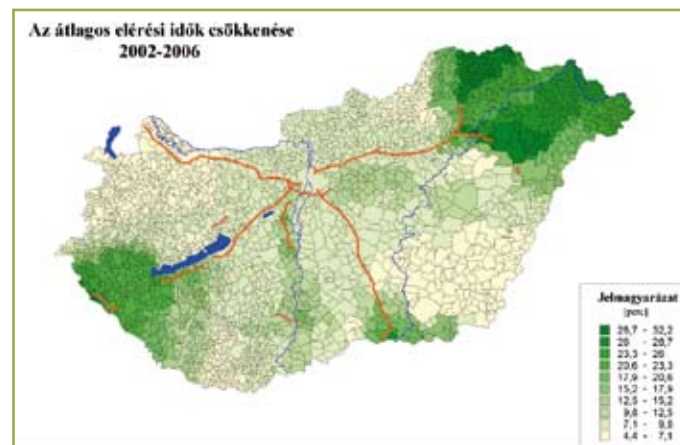 Az átlagos elérési idők csökkenése
2002-2006
Jelmagyarázat
[perc]
28,7 - 32,2
26 - 28,7
23,3 - 26
20,6 - 23,3
17,9 - 20,6
15,2 - 17,9
12,5 - 15,2
9,8 - 12,5
7,1 - 9,8
4,4 - 7,1